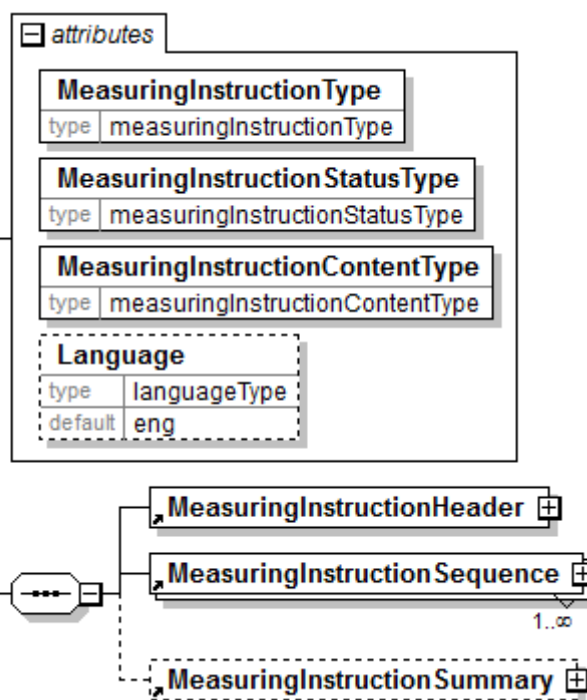 attributes
MeasuringInstructionType
type measuringInstructionType
MeasuringInstructionStatusType
type measuringInstructionStatusType
MeasuringInstructionContentType
type measuringInstructionContentType
Language
type languageType
default eng
MeasuringInstructionHeader
MeasuringInstructionSequence
1..∞
MeasuringInstructionSummary